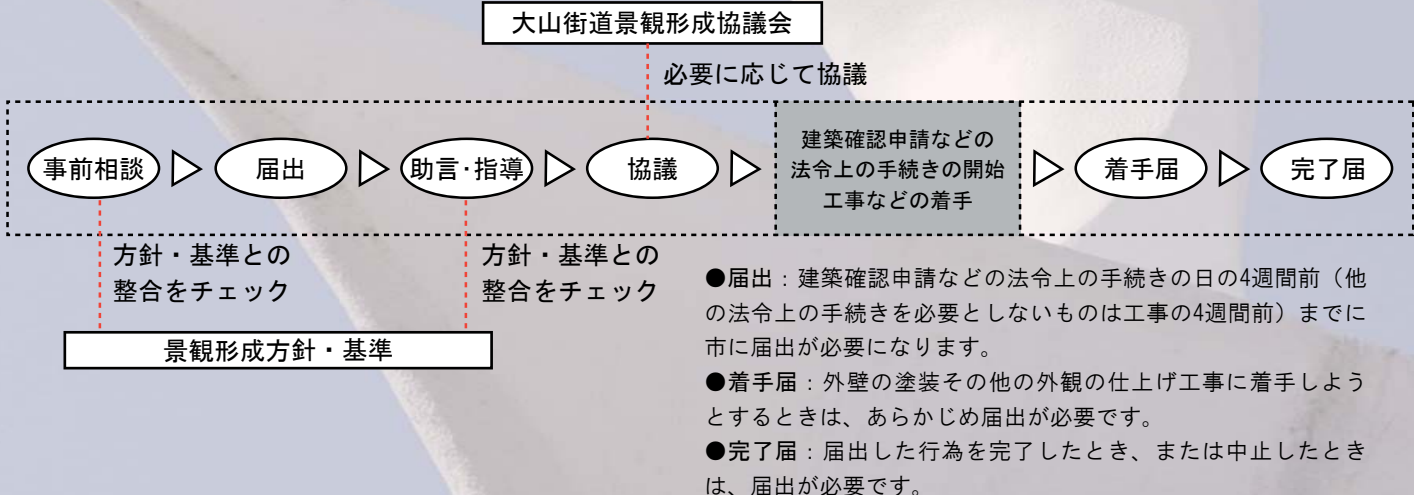 大山街道景観形成協議会
必要に応じて協議
事前相談
届出
助言・指導
協議
建築確認申請などの
法令上の手続きの開始
工事などの着手
着手届
完了届
方針・基準との
整合をチェック
方針・基準との
整合をチェック
景観形成方針・基準
●届出：建築確認申請などの法令上の手続きの日の4週間前（他
の法令上の手続きを必要としないものは工事の4週間前）までに
市に届出が必要になります。
●着手届：外壁の塗装その他の外観の仕上げ工事に着手しよう
とするときは、あらかじめ届出が必要です。
●完了届：届出した行為を完了したとき、または中止したとき
は、届出が必要です。